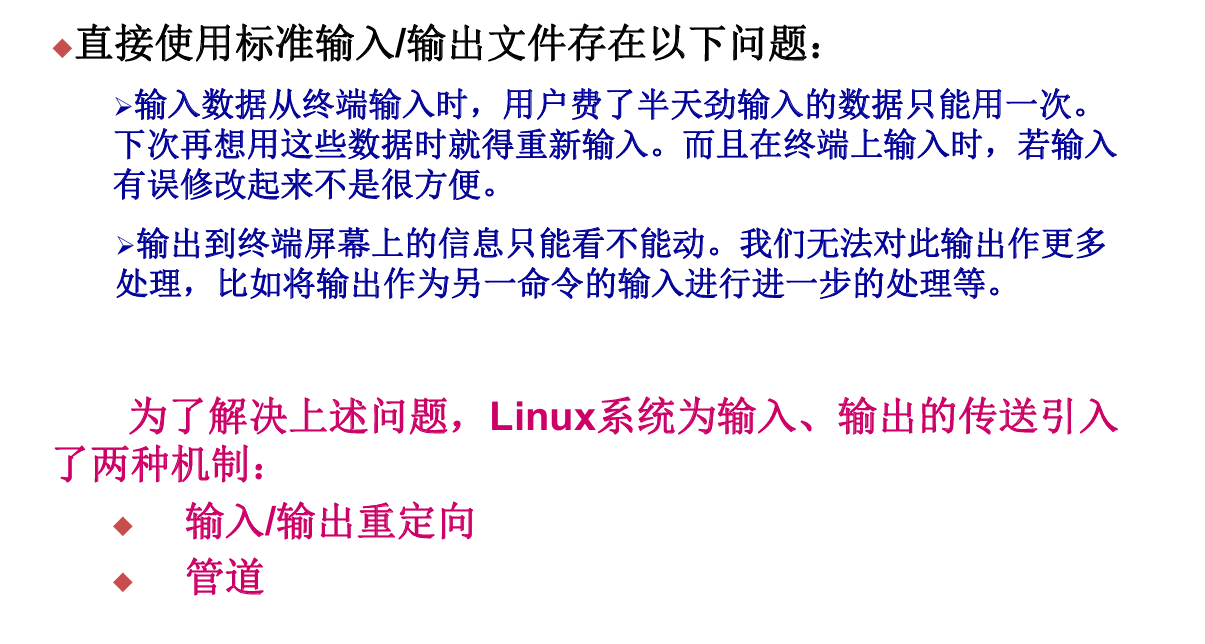 ◆直接使用标准输入/输出文件存在以下问题：
➢输入数据从终端输入时，用户费了半天劲输入的数据只能用一次。
下次再想用这些数据时就得重新输入。而且在终端上输入时，若输入
有误修改起来不是很方便。
➢输出到终端屏幕上的信息只能看不能动。我们无法对此输出作更多
处理，比如将输出作为另一命令的输入进行进一步的处理等。
为了解决上述问题，Linux系统为输入、输出的传送引入
了两种机制：
◆ 输入/输出重定向
◆ 管道